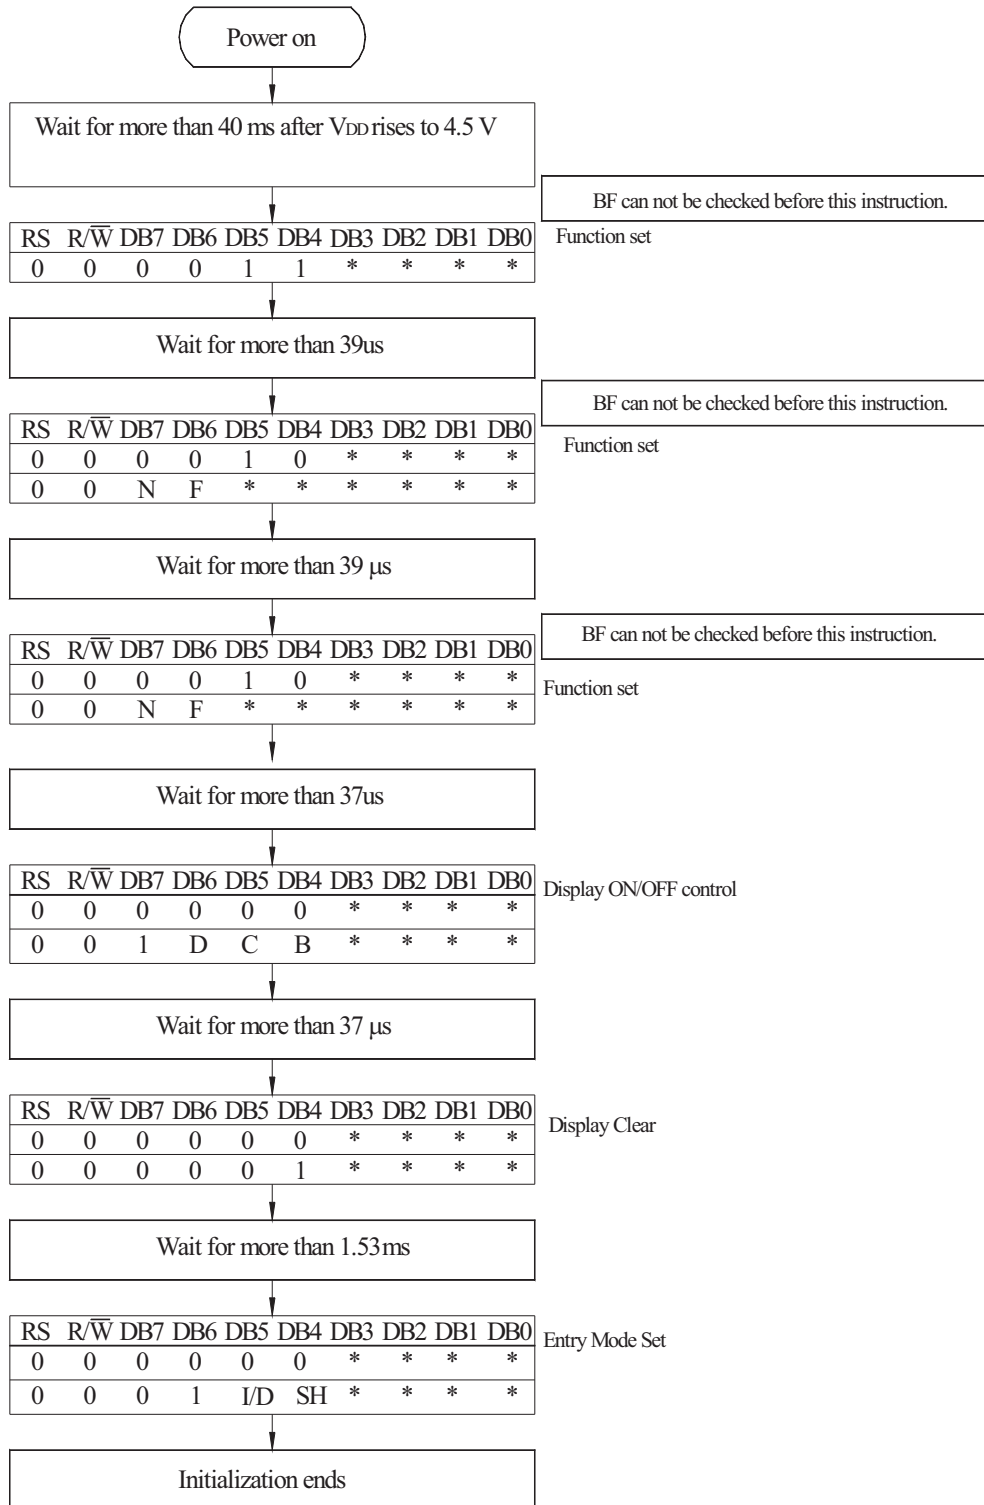 Power on
Wait for more than 40 ms after VDD rises to 4.5 V
BF can not be checked before this instruction.
RS R/W̅ DB7 DB6 DB5 DB4 DB3 DB2 DB1 DB0
Function set
0 0 0 0 1 1 * * * *
Wait for more than 39us
BF can not be checked before this instruction.
RS R/W̅ DB7 DB6 DB5 DB4 DB3 DB2 DB1 DB0
Function set
0 0 0 0 1 0 * * * *
0 0 N F * * * * * *
Wait for more than 39 µs
BF can not be checked before this instruction.
RS R/W̅ DB7 DB6 DB5 DB4 DB3 DB2 DB1 DB0
0 0 0 0 1 0 * * * *
Function set
0 0 N F * * * * * *
Wait for more than 37us
RS R/W̅ DB7 DB6 DB5 DB4 DB3 DB2 DB1 DB0
Display ON/OFF control
0 0 0 0 0 0 * * * *
0 0 1 D C B * * * *
Wait for more than 37 µs
RS R/W̅ DB7 DB6 DB5 DB4 DB3 DB2 DB1 DB0
Display Clear
0 0 0 0 0 0 * * * *
0 0 0 0 0 1 * * * *
Wait for more than 1.53ms
RS R/W̅ DB7 DB6 DB5 DB4 DB3 DB2 DB1 DB0
Entry Mode Set
0 0 0 0 0 0 * * * *
0 0 0 1 I/D SH * * * *
Initialization ends